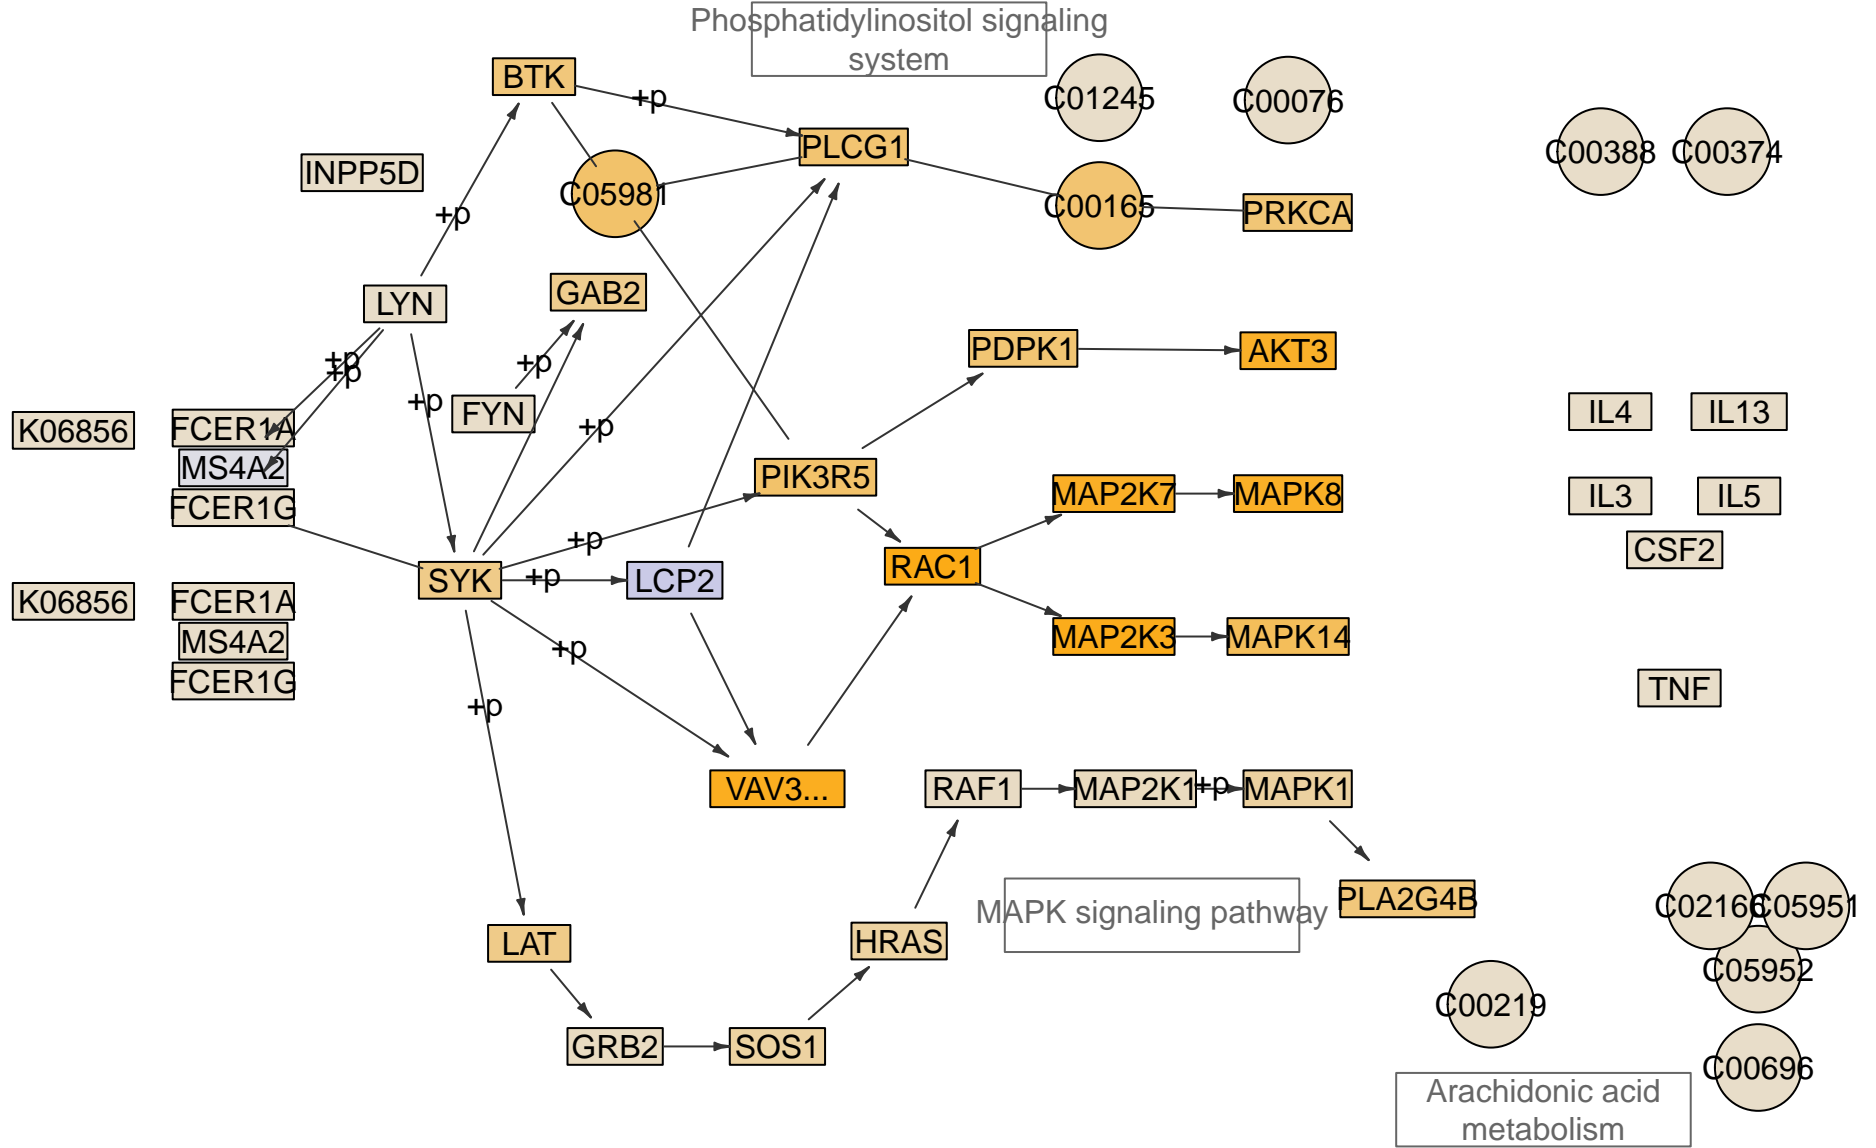 Phosphatidylinositol signaling
system
BTK
+p
C01245
C00076
PLCG1
C00388
C00374
INPP5D
C05981
C00165
PRKCA
+p
LYN
GAB2
+p
+p
+p
PDPK1
AKT3
+p
FYN
+p
K06856
FCER1A
MS4A2
FCER1G
IL4
IL13
PIK3R5
MAP2K7
MAPK8
IL3
IL5
+p
CSF2
RAC1
SYK
+p
LCP2
K06856
FCER1A
MS4A2
FCER1G
+p
MAP2K3
MAPK14
TNF
+p
VAV3...
RAF1
MAP2K1
+p
MAPK1
MAPK signaling pathway
PLA2G4B
C02166
C05951
C05952
LAT
HRAS
C00219
GRB2
SOS1
C00696
Arachidonic acid
metabolism